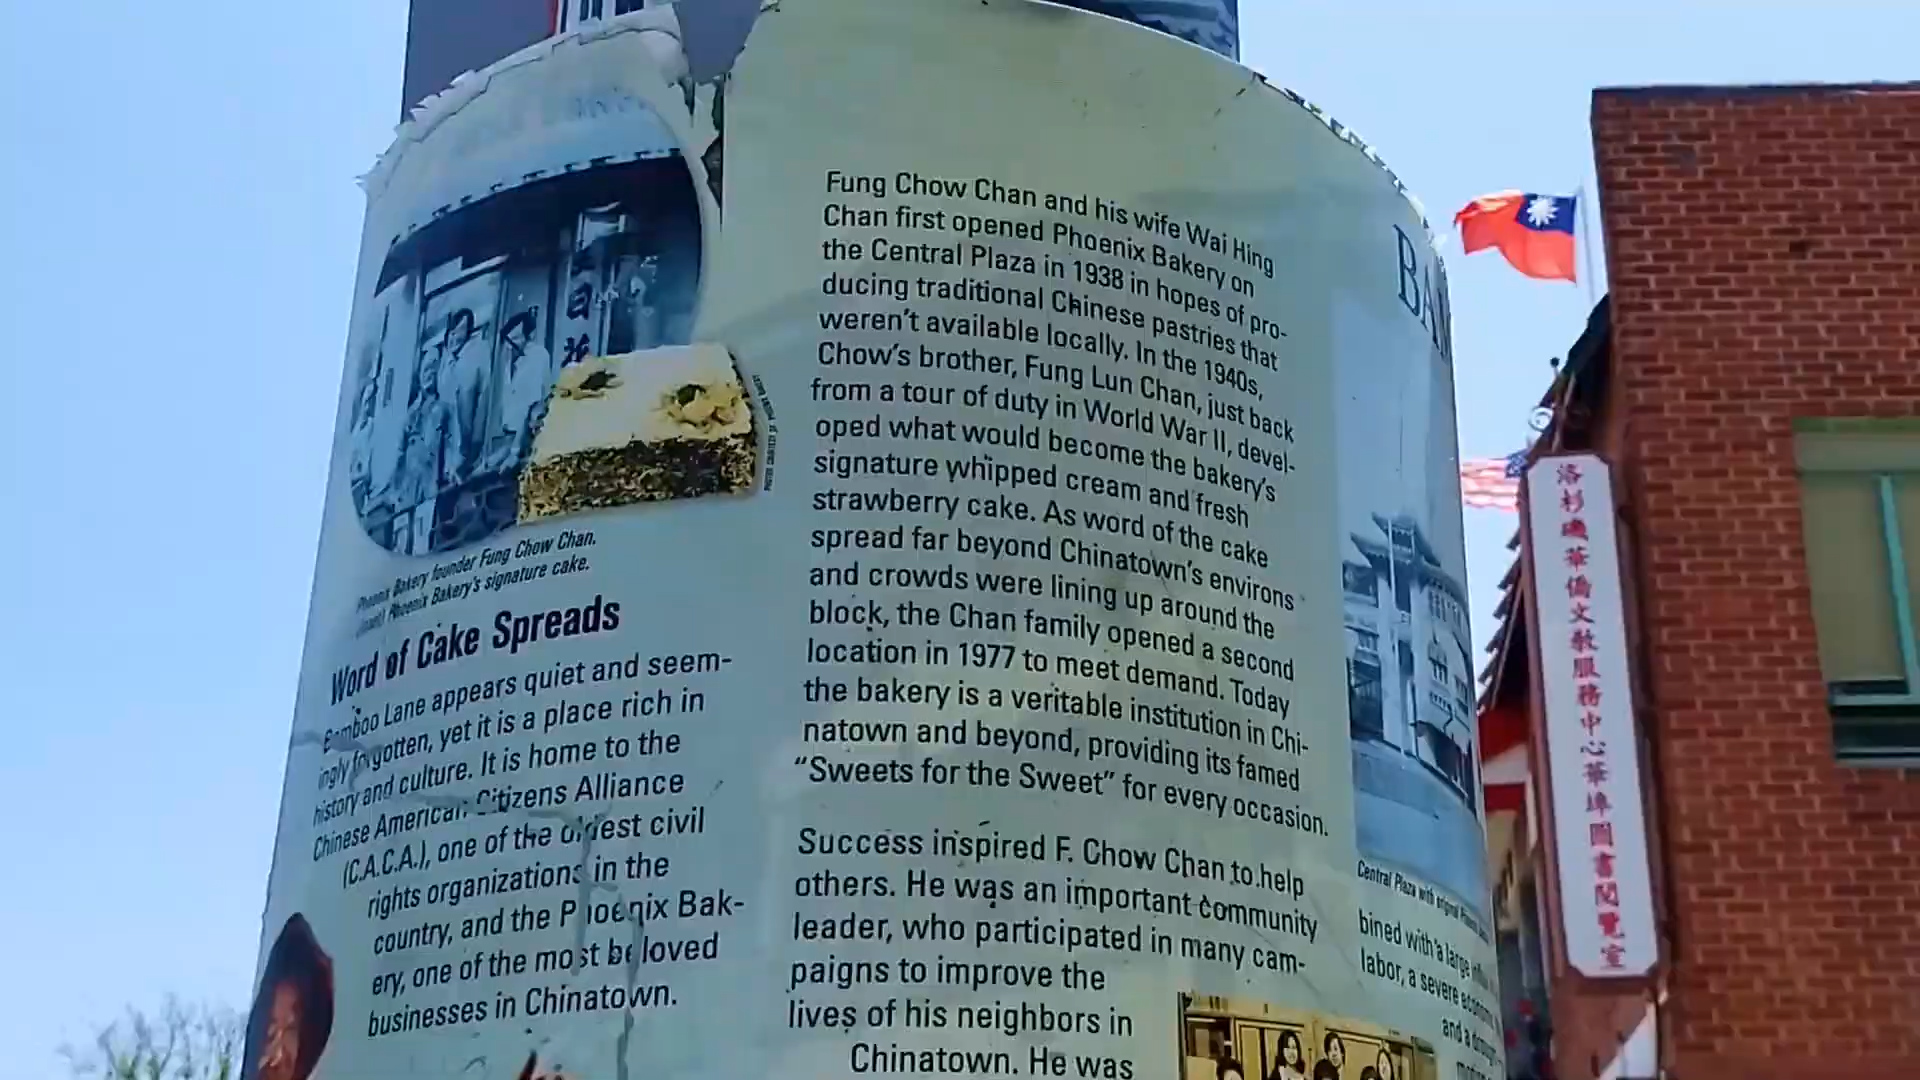 Phoenix Bakery founder Fung Chow Chan.
(inset) Phoenix Bakery's signature cake.
Word of Cake Spreads
Bamboo Lane appears quiet and seem-
ingly forgotten, yet it is a place rich in
history and culture. It is home to the
Chinese American Citizens Alliance
(C.A.C.A.), one of the oldest civil
rights organizations in the
country, and the Phoenix Bak-
ery, one of the most beloved
businesses in Chinatown.
Fung Chow Chan and his wife Wai Hing
Chan first opened Phoenix Bakery on
the Central Plaza in 1938 in hopes of pro-
ducing traditional Chinese pastries that
weren't available locally. In the 1940s,
Chow's brother, Fung Lun Chan, just back
from a tour of duty in World War II, devel-
oped what would become the bakery's
signature whipped cream and fresh
strawberry cake. As word of the cake
spread far beyond Chinatown's environs
and crowds were lining up around the
block, the Chan family opened a second
location in 1977 to meet demand. Today
the bakery is a veritable institution in Chi-
natown and beyond, providing its famed
"Sweets for the Sweet" for every occasion.
Success inspired F. Chow Chan to help
others. He was an important community
leader, who participated in many cam-
paigns to improve the
lives of his neighbors in
Chinatown. He was
BA
Central Plaza with original
bined with a large
labor, a severe
and a
洛杉磯華僑文教服務中心華埠圖書閱覽室